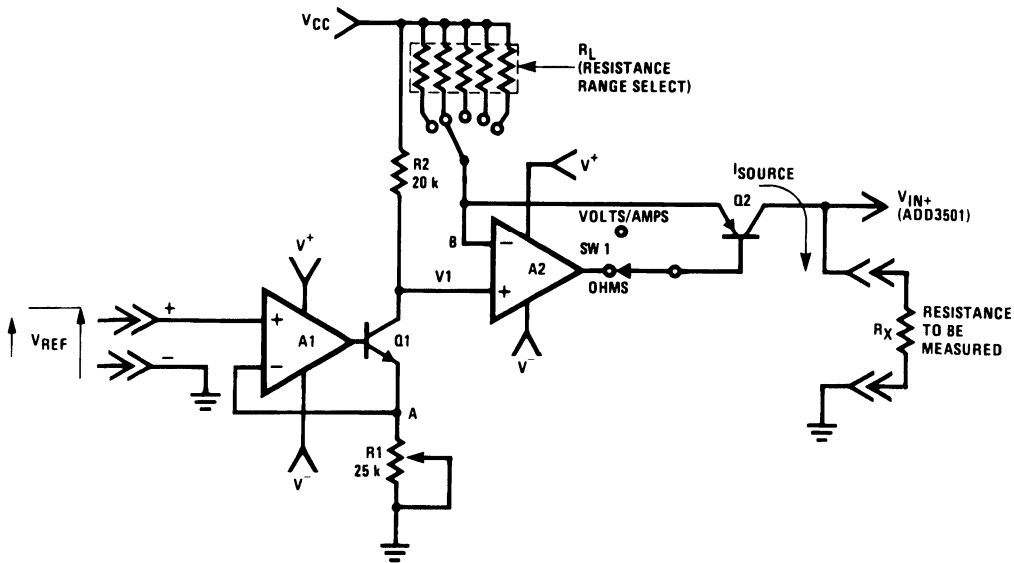 VCC
RL
(RESISTANCE
RANGE SELECT)
R2
20 k
V+
ISOURCE
Q2
VIN+
(ADD3501)
VOLTS/AMPS
B
−
SW 1
A2
OHMS
V1
+
V−
V+
+
VREF
−
+
A1
−
Q1
V−
A
R1
25 k
RX
RESISTANCE
TO BE
MEASURED